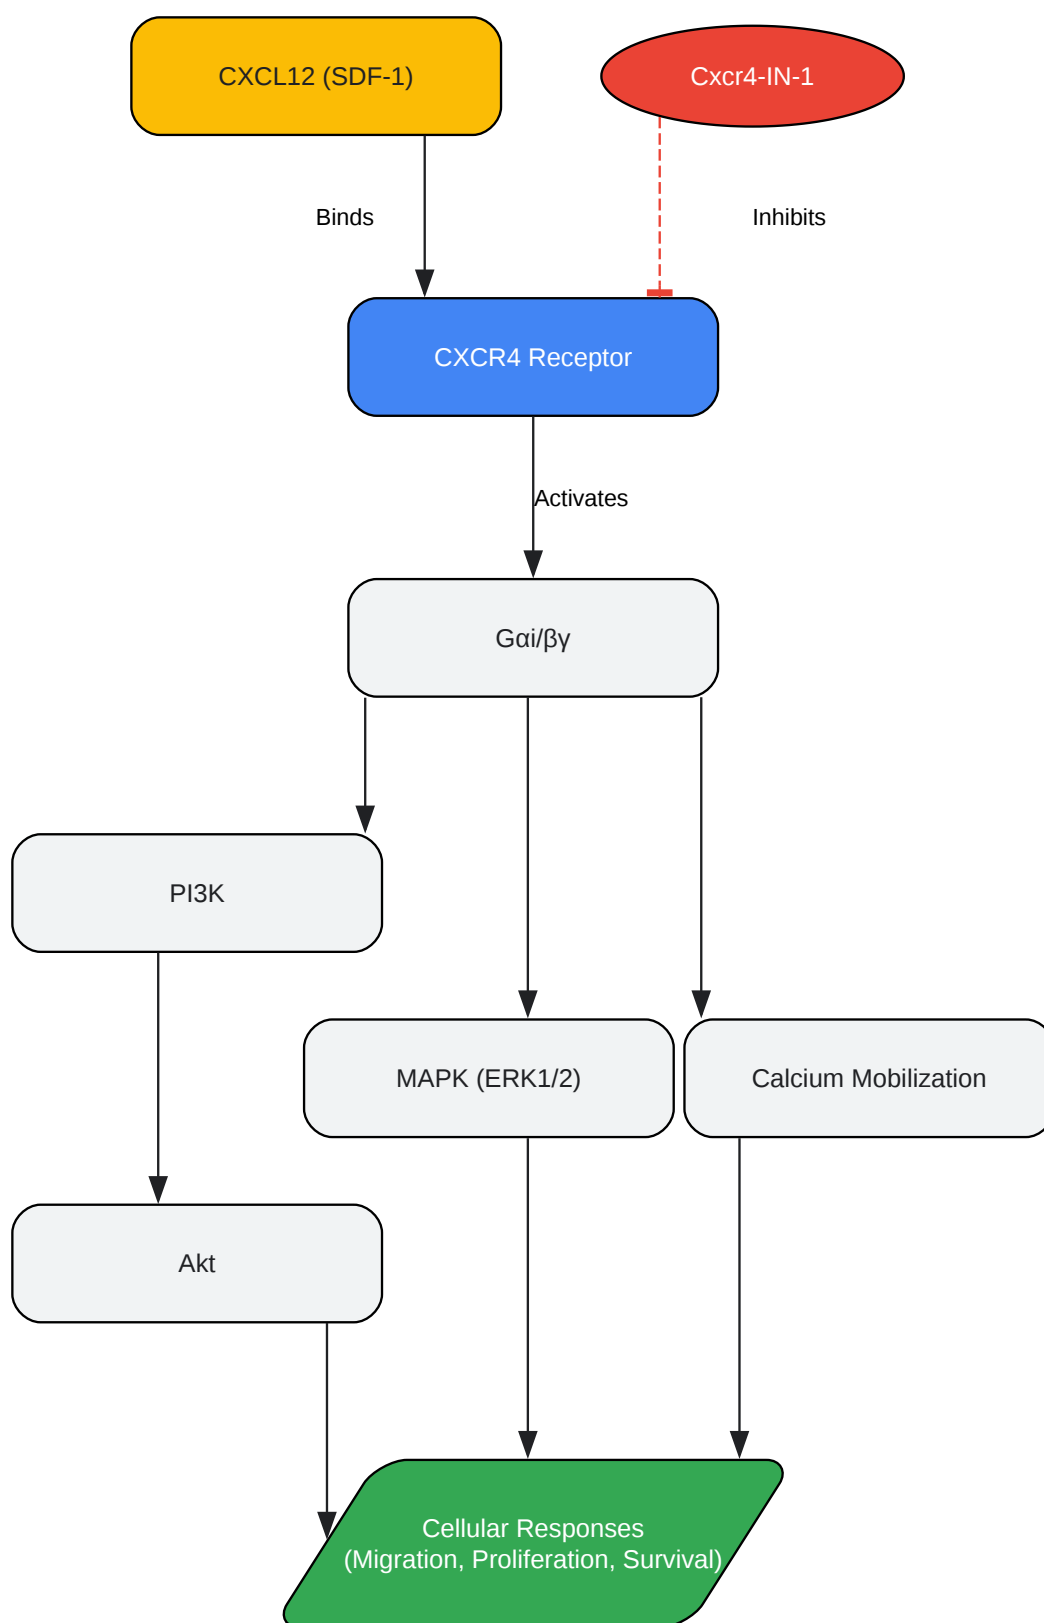 CXCL12 (SDF-1)
Cxcr4-IN-1
Binds
Inhibits
CXCR4 Receptor
Activates
Gαi/βγ
PI3K
MAPK (ERK1/2)
Calcium Mobilization
Akt
Cellular Responses
(Migration, Proliferation, Survival)